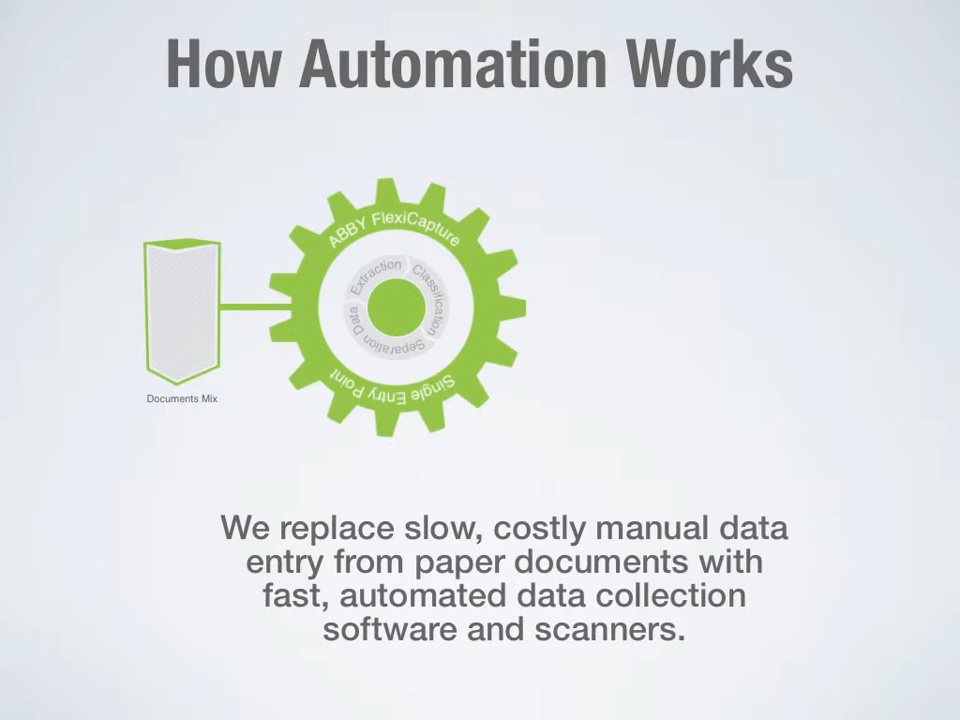 How Automation Works
ABBY FlexiCapture
Extraction
Classification
Separation Data
Single Entry Point
Documents Mix
We replace slow, costly manual data
entry from paper documents with
fast, automated data collection
software and scanners.